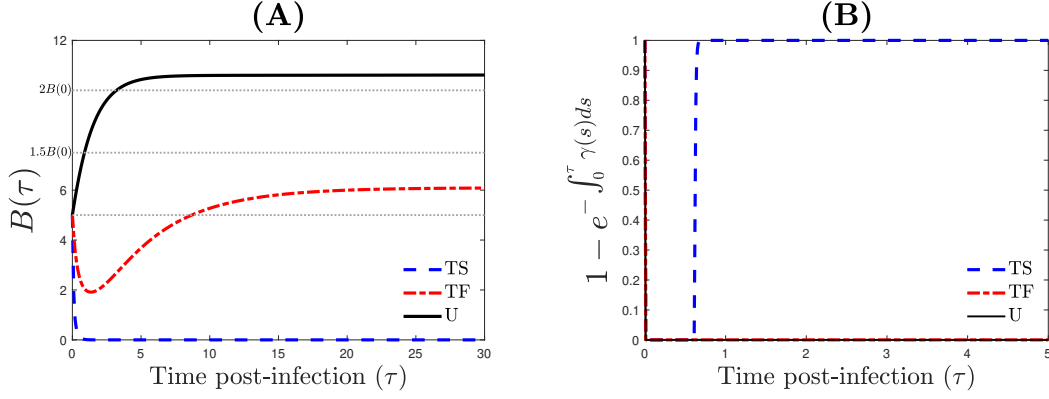 (A)
12
2B(0)
1.5B(0)
6
4
2
0
B(τ)
0 5 10 15 20 25 30
Time post-infection (τ)
TS
TF
U
(B)
1
0.9
0.8
0.7
0.6
0.5
0.4
0.3
0.2
0.1
0
1 − e^{− ∫_0^τ γ(s)ds}
0 1 2 3 4 5
Time post-infection (τ)
TS
TF
U